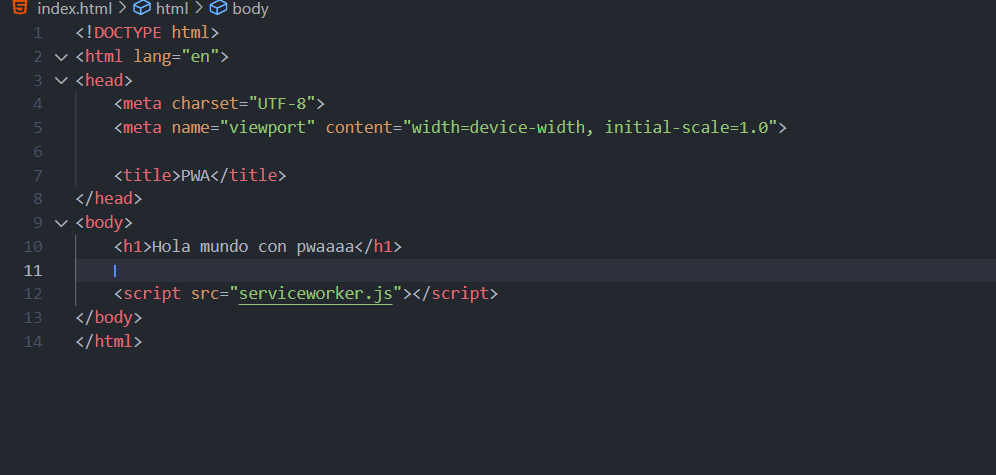 index.html > html > body
1 <!DOCTYPE html>
2 <html lang="en">
3 <head>
4 <meta charset="UTF-8">
5 <meta name="viewport" content="width=device-width, initial-scale=1.0">
6
7 <title>PWA</title>
8 </head>
9 <body>
10 <h1>Hola mundo con pwaaaa</h1>
11
12 <script src="serviceworker.js"></script>
13 </body>
14 </html>